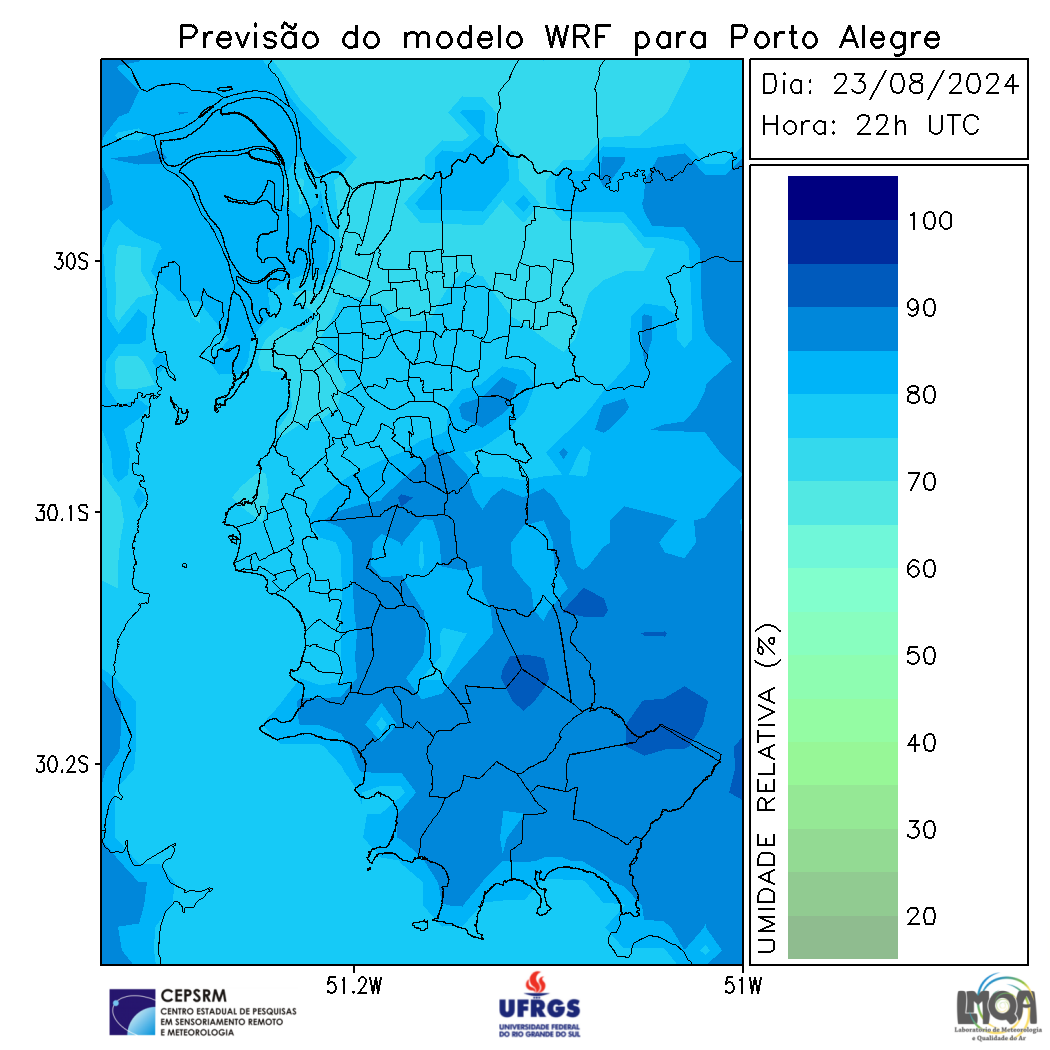 Previsão do modelo WRF para Porto Alegre
Dia: 23/08/2024
Hora: 22h UTC
30S
30.1S
30.2S
51.2W
51W
100
90
80
70
60
50
40
30
20
UMIDADE RELATIVA (%)
CEPSRM
CENTRO ESTADUAL DE PESQUISAS
EM SENSORIAMENTO REMOTO
E METEOROLOGIA
UFRGS
UNIVERSIDADE FEDERAL
DO RIO GRANDE DO SUL
LMQA
Laboratório de Meteorologia
e Qualidade do Ar